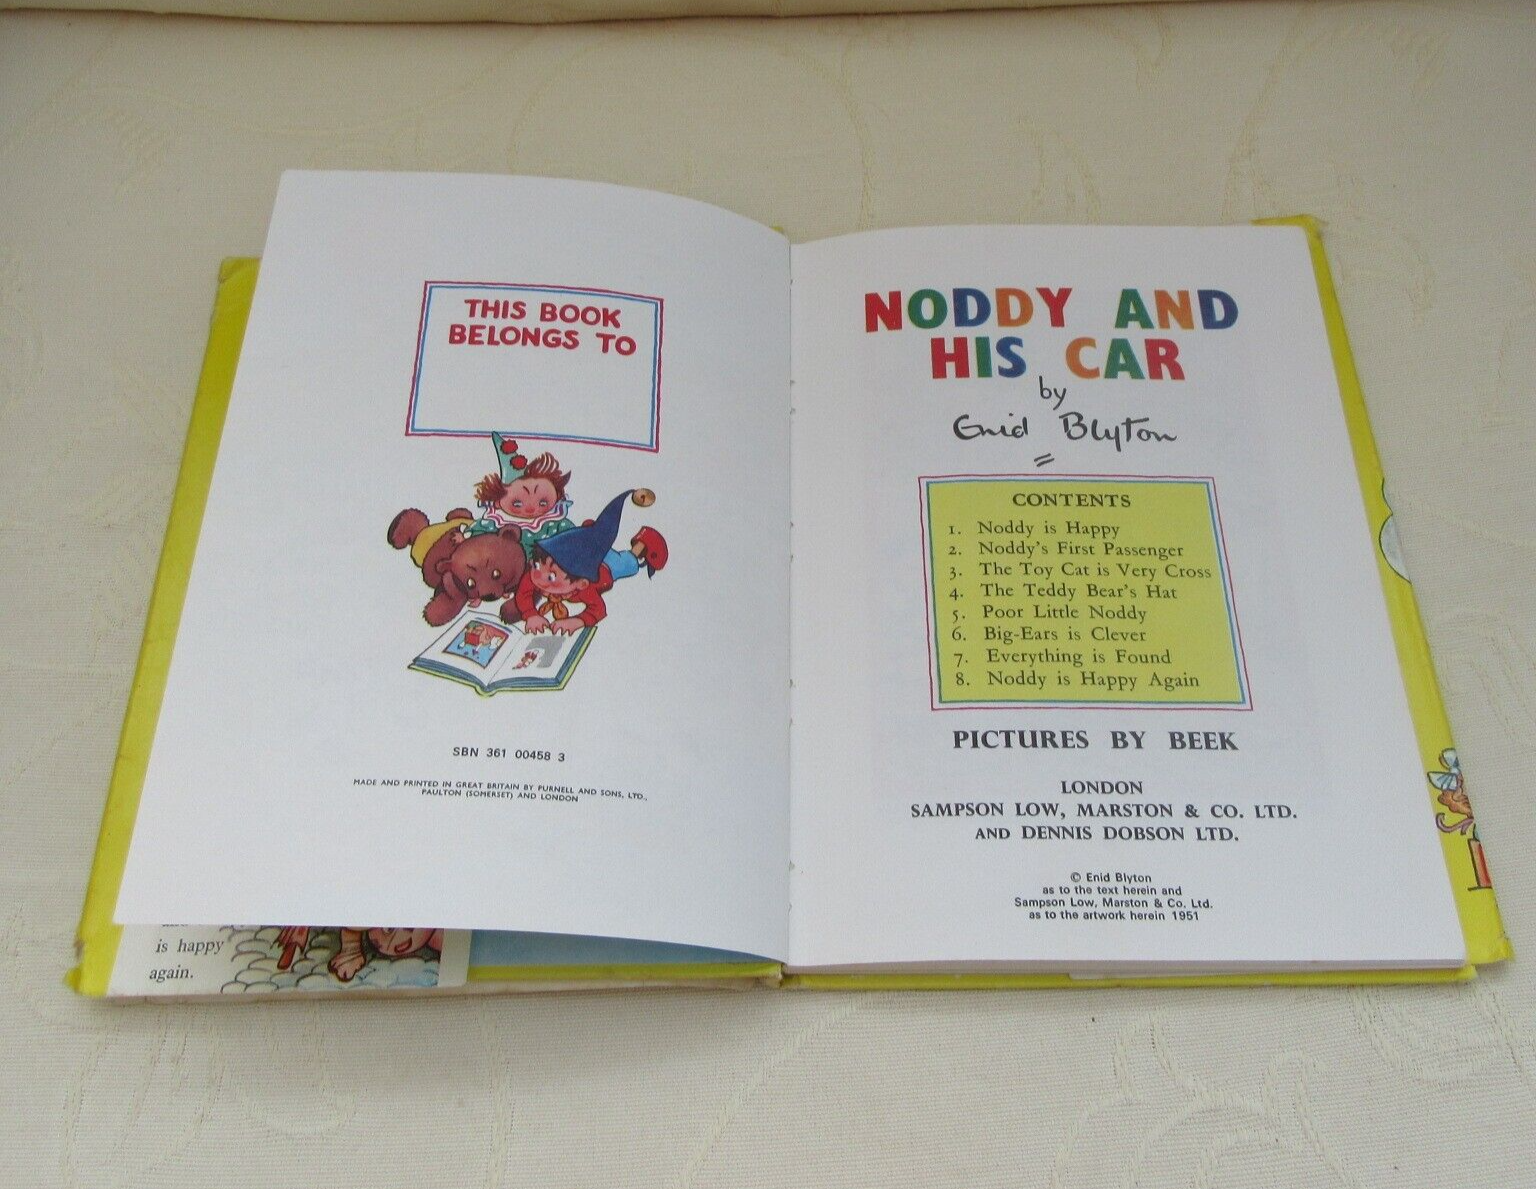 THIS BOOK
BELONGS TO
SBN 361 00458 3
MADE AND PRINTED IN GREAT BRITAIN BY PURNELL AND SONS, LTD.,
PAULTON (SOMERSET) AND LONDON
is happy
again.
NODDY AND
HIS CAR
by
Enid Blyton
CONTENTS
1. Noddy is Happy
2. Noddy's First Passenger
3. The Toy Cat is Very Cross
4. The Teddy Bear's Hat
5. Poor Little Noddy
6. Big-Ears is Clever
7. Everything is Found
8. Noddy is Happy Again
PICTURES BY BEEK
LONDON
SAMPSON LOW, MARSTON & CO. LTD.
AND DENNIS DOBSON LTD.
© Enid Blyton
as to the text herein and
Sampson Low, Marston & Co. Ltd.
as to the artwork herein 1951